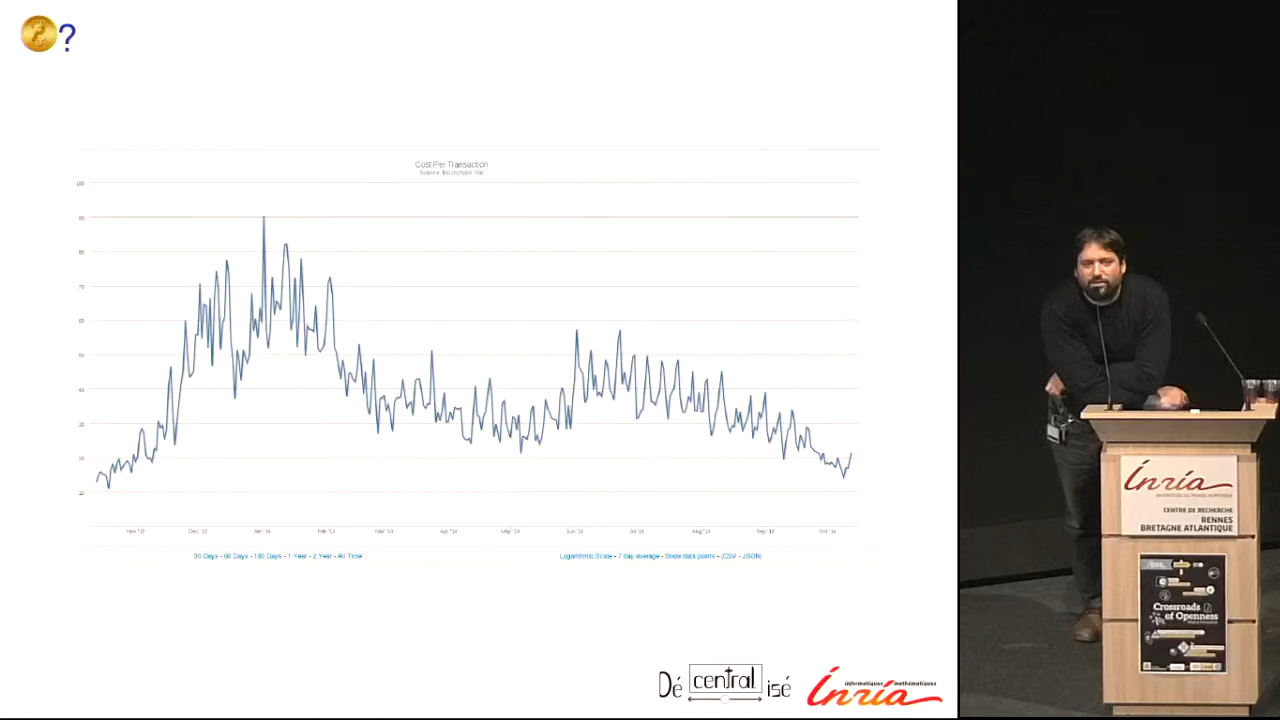 ?
Cost Per Transaction
Source: Blockchain.info
100
90
80
70
60
50
40
30
20
10
Nov '13
Dec '13
Jan '14
Feb '14
Mar '14
Apr '14
May '14
Jun '14
Jul '14
Aug '14
Sep '14
Oct '14
30 Days - 60 Days - 180 Days - 1 Year - 2 Year - All Time
Logarithmic Scale - 7 day average - Show data points - (CSV - JSON)
Dé central isé
informatiques mathématiques
Inria
Inria
INVENTEURS DU MONDE NUMÉRIQUE
CENTRE DE RECHERCHE
RENNES
BRETAGNE ATLANTIQUE
Crossroads
of Openness